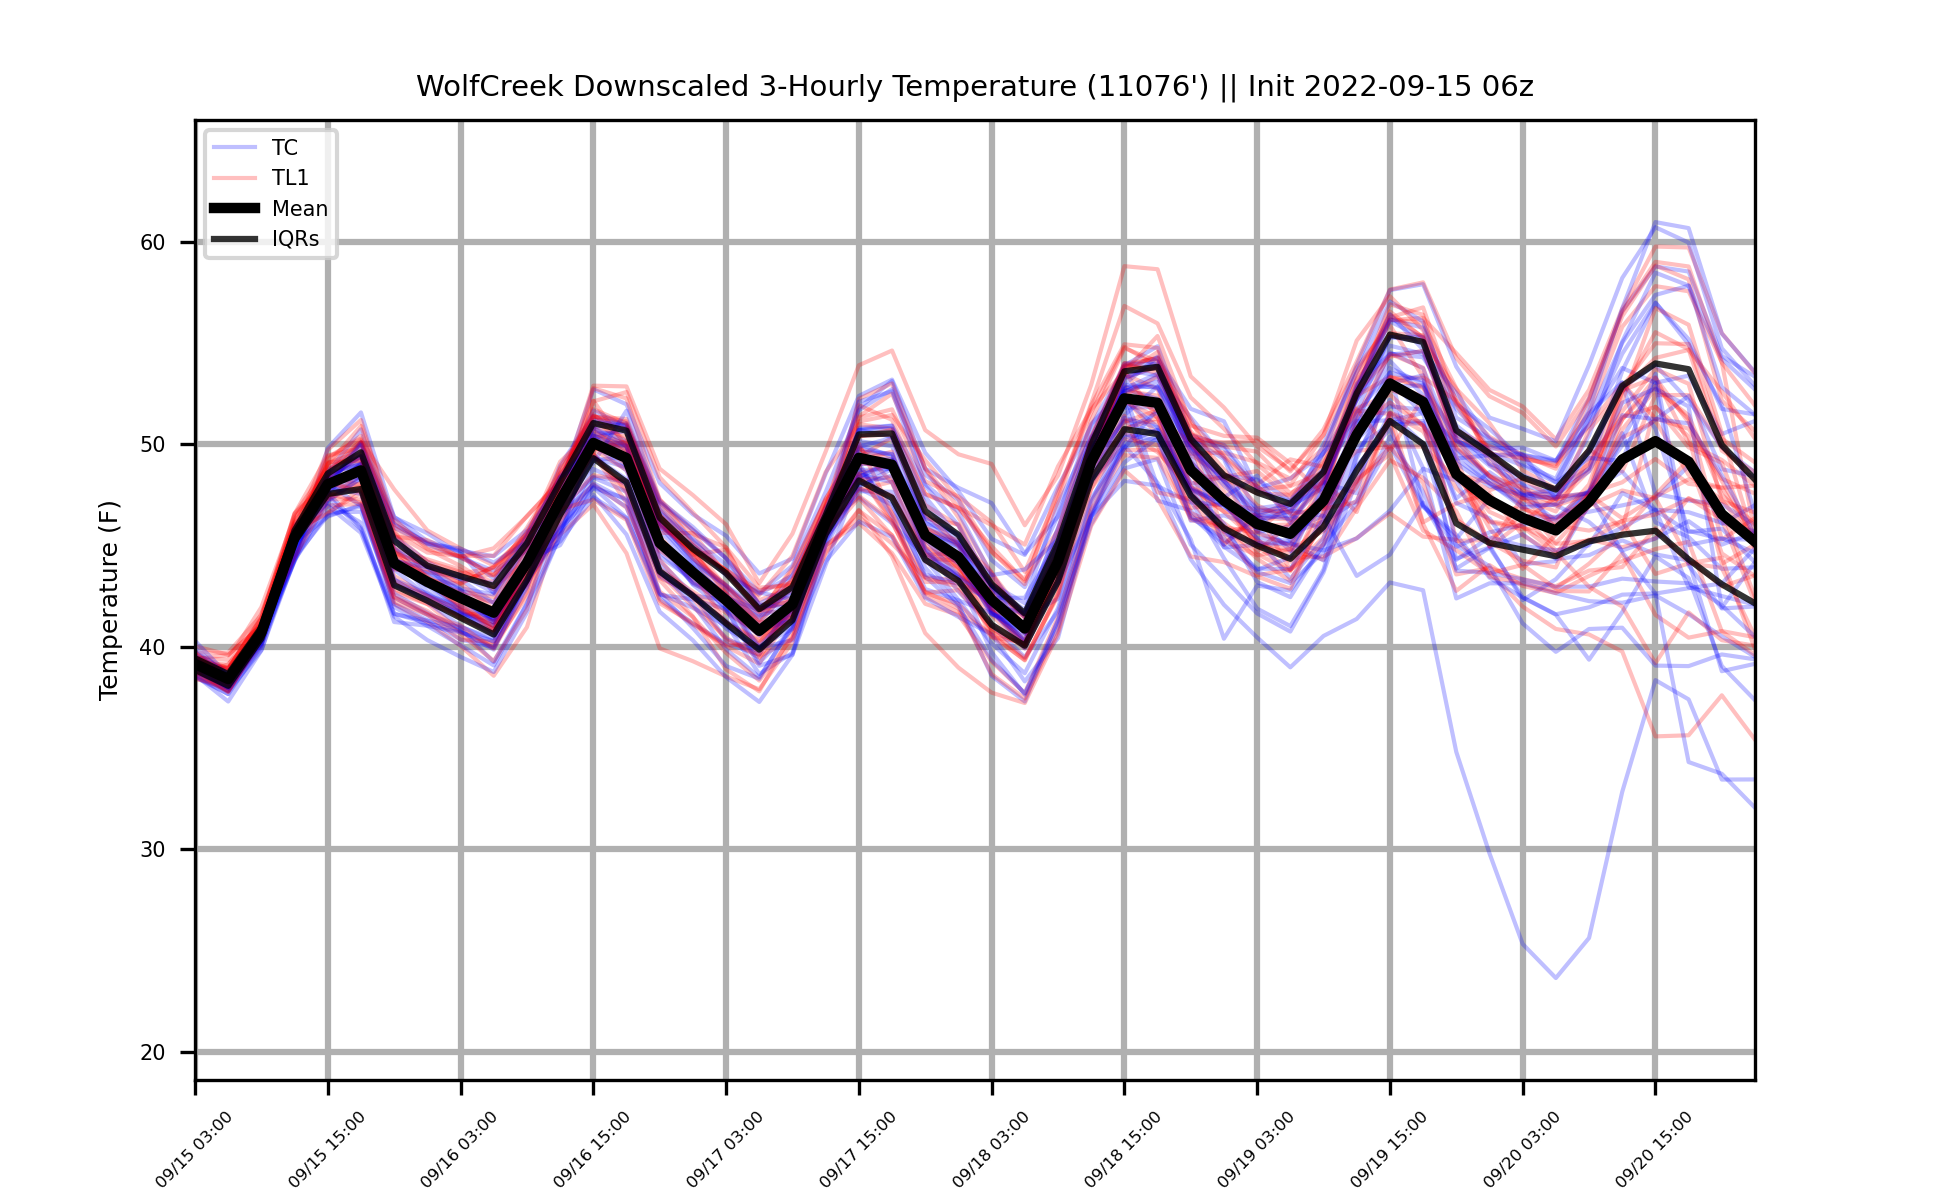 WolfCreek Downscaled 3-Hourly Temperature (11076') || Init 2022-09-15 06z
TC
TL1
Mean
IQRs
Temperature (F)
60
50
40
30
20
09/15 03:00
09/15 15:00
09/16 03:00
09/16 15:00
09/17 03:00
09/17 15:00
09/18 03:00
09/18 15:00
09/19 03:00
09/19 15:00
09/20 03:00
09/20 15:00